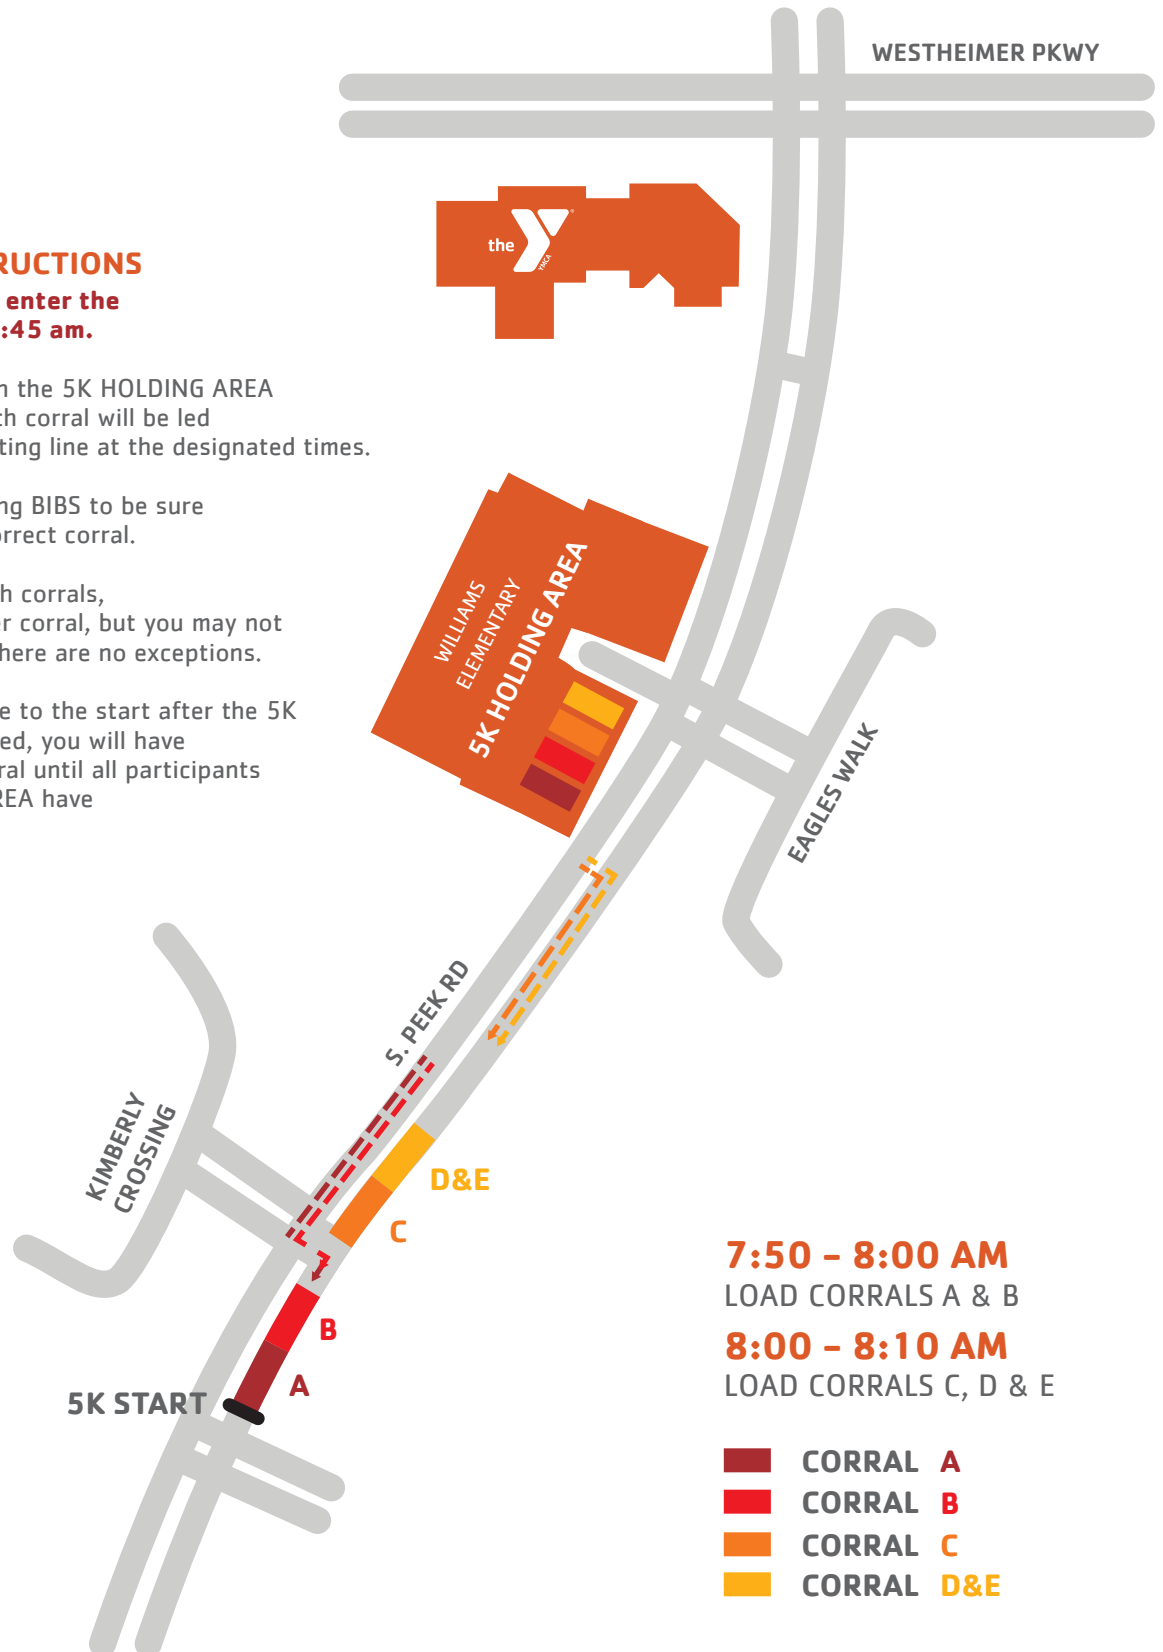 WESTHEIMER PKWY
the
YMCA
RUCTIONS
enter the
:45 am.
n the 5K HOLDING AREA
th corral will be led
ting line at the designated times.
ng BIBS to be sure
orrect corral.
h corrals,
er corral, but you may not
here are no exceptions.
e to the start after the 5K
ed, you will have
ral until all participants
REA have
WILLIAMS
ELEMENTARY
5K HOLDING AREA
EAGLES WALK
S. PEEK RD
KIMBERLY
CROSSING
D&E
C
B
A
5K START
7:50 – 8:00 AM
LOAD CORRALS A & B
8:00 – 8:10 AM
LOAD CORRALS C, D & E
CORRAL A
CORRAL B
CORRAL C
CORRAL D&E